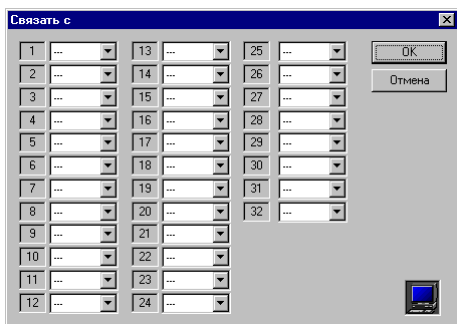 Связать с
1 --- 13 --- 25 --- OK
2 --- 14 --- 26 --- Отмена
3 --- 15 --- 27 ---
4 --- 16 --- 28 ---
5 --- 17 --- 29 ---
6 --- 18 --- 30 ---
7 --- 19 --- 31 ---
8 --- 20 --- 32 ---
9 --- 21 ---
10 --- 22 ---
11 --- 23 ---
12 --- 24 ---